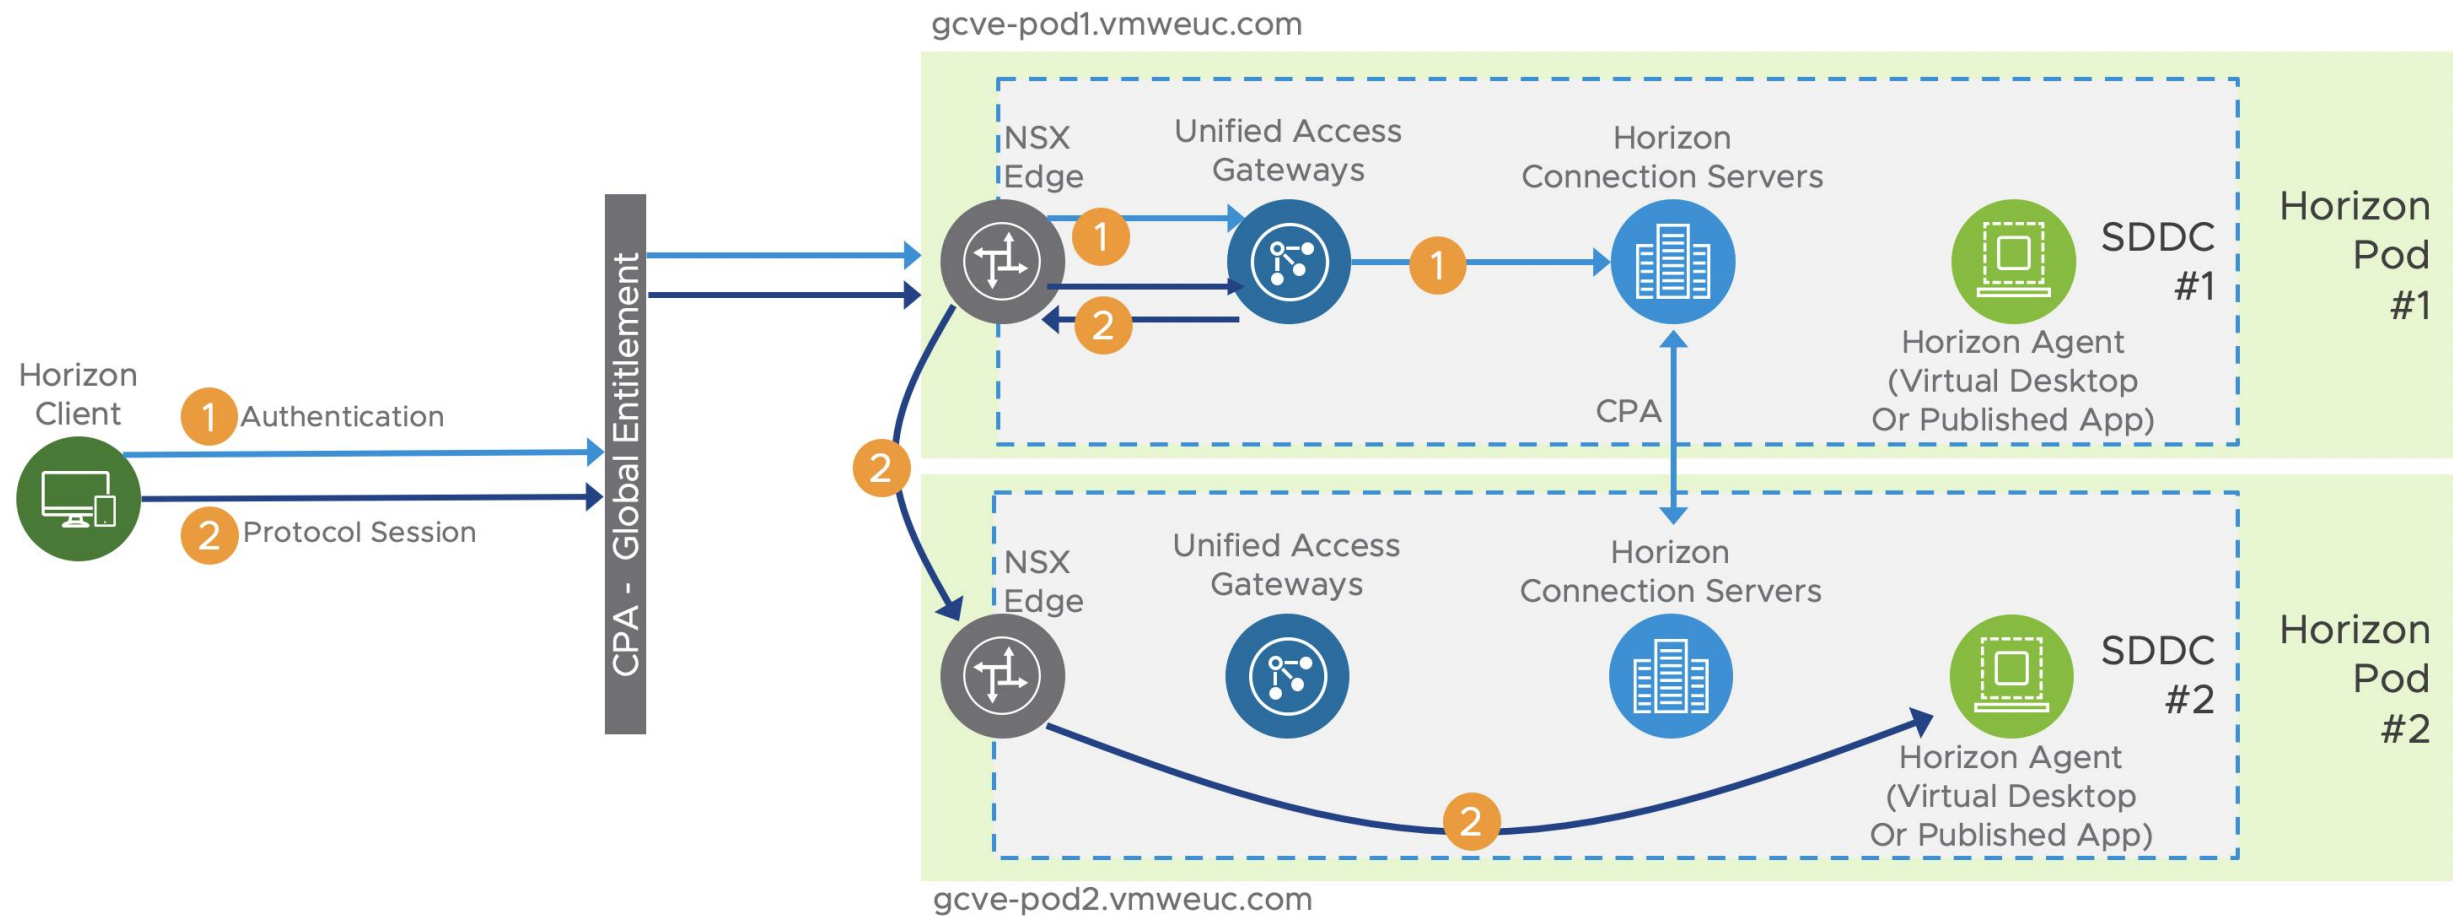 gcve-pod1.vmweuc.com
NSX
Edge
Unified Access
Gateways
Horizon
Connection Servers
SDDC
#1
Horizon
Pod
#1
1
1
2
Horizon Agent
(Virtual Desktop
Or Published App)
CPA
CPA - Global Entitlement
Horizon
Client
1 Authentication
2 Protocol Session
2
NSX
Edge
Unified Access
Gateways
Horizon
Connection Servers
SDDC
#2
Horizon
Pod
#2
Horizon Agent
(Virtual Desktop
Or Published App)
2
gcve-pod2.vmweuc.com